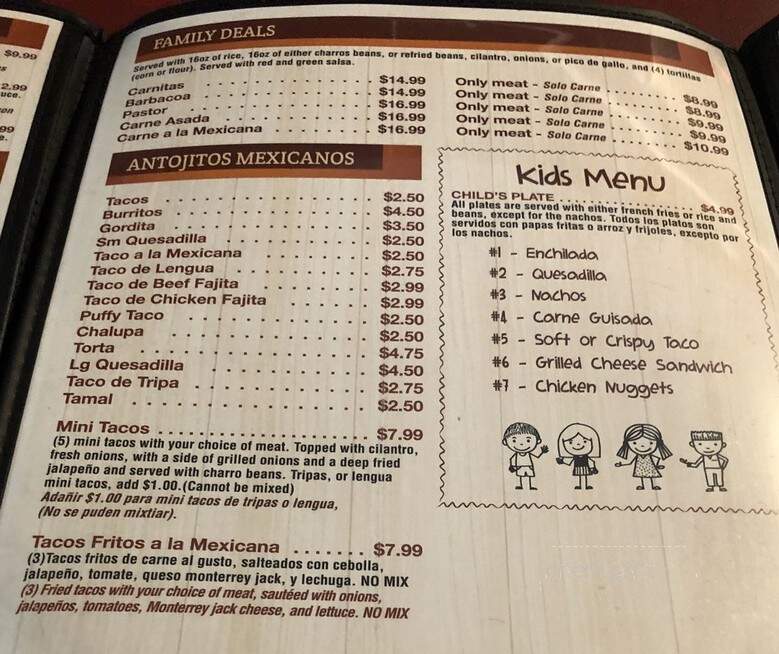 $9.99
2.99
FAMILY DEALS
Served with 16oz of rice, 16oz of either charros beans, or refried beans, cilantro, onions, or pico de gallo, and (4) tortillas
(corn or flour). Served with red and green salsa.
Carnitas $14.99
Barbacoa $14.99
Pastor $16.99
Carne Asada $16.99
Carne a la Mexicana $16.99
Only meat - Solo Carne $8.99
Only meat - Solo Carne $8.99
Only meat - Solo Carne $9.99
Only meat - Solo Carne $9.99
Only meat - Solo Carne $10.99
ANTOJITOS MEXICANOS
Tacos $2.50
Burritos $4.50
Gordita $3.50
Sm Quesadilla $2.50
Taco a la Mexicana $2.50
Taco de Lengua $2.75
Taco de Beef Fajita $2.99
Taco de Chicken Fajita $2.99
Puffy Taco $2.50
Chalupa $2.50
Torta $4.75
Lg Quesadilla $4.50
Taco de Tripa $2.75
Tamal $2.50
Mini Tacos $7.99
(5) mini tacos with your choice of meat. Topped with cilantro,
fresh onions, with a side of grilled onions and a deep fried
jalapeño and served with charro beans. Tripas, or lengua
mini tacos, add $1.00.(Cannot be mixed)
Adañir $1.00 para mini tacos de tripas o lengua,
(No se puden mixtiar).
Tacos Fritos a la Mexicana $7.99
(3)Tacos fritos de carne al gusto, salteados con cebolla,
jalapeño, tomate, queso monterrey jack, y lechuga. NO MIX
(3) Fried tacos with your choice of meat, sautéed with onions,
jalapeños, tomatoes, Monterrey jack cheese, and lettuce. NO MIX
Kids Menu
CHILD'S PLATE $4.99
All plates are served with either french fries or rice and
beans, except for the nachos. Todos los platos son
servidos con papas fritas o arroz y frijoles, excepto por
los nachos.
#1 - Enchilada
#2 - Quesadilla
#3 - Nachos
#4 - Carne Guisada
#5 - Soft or Crispy Taco
#6 - Grilled Cheese Sandwich
#7 - Chicken Nuggets